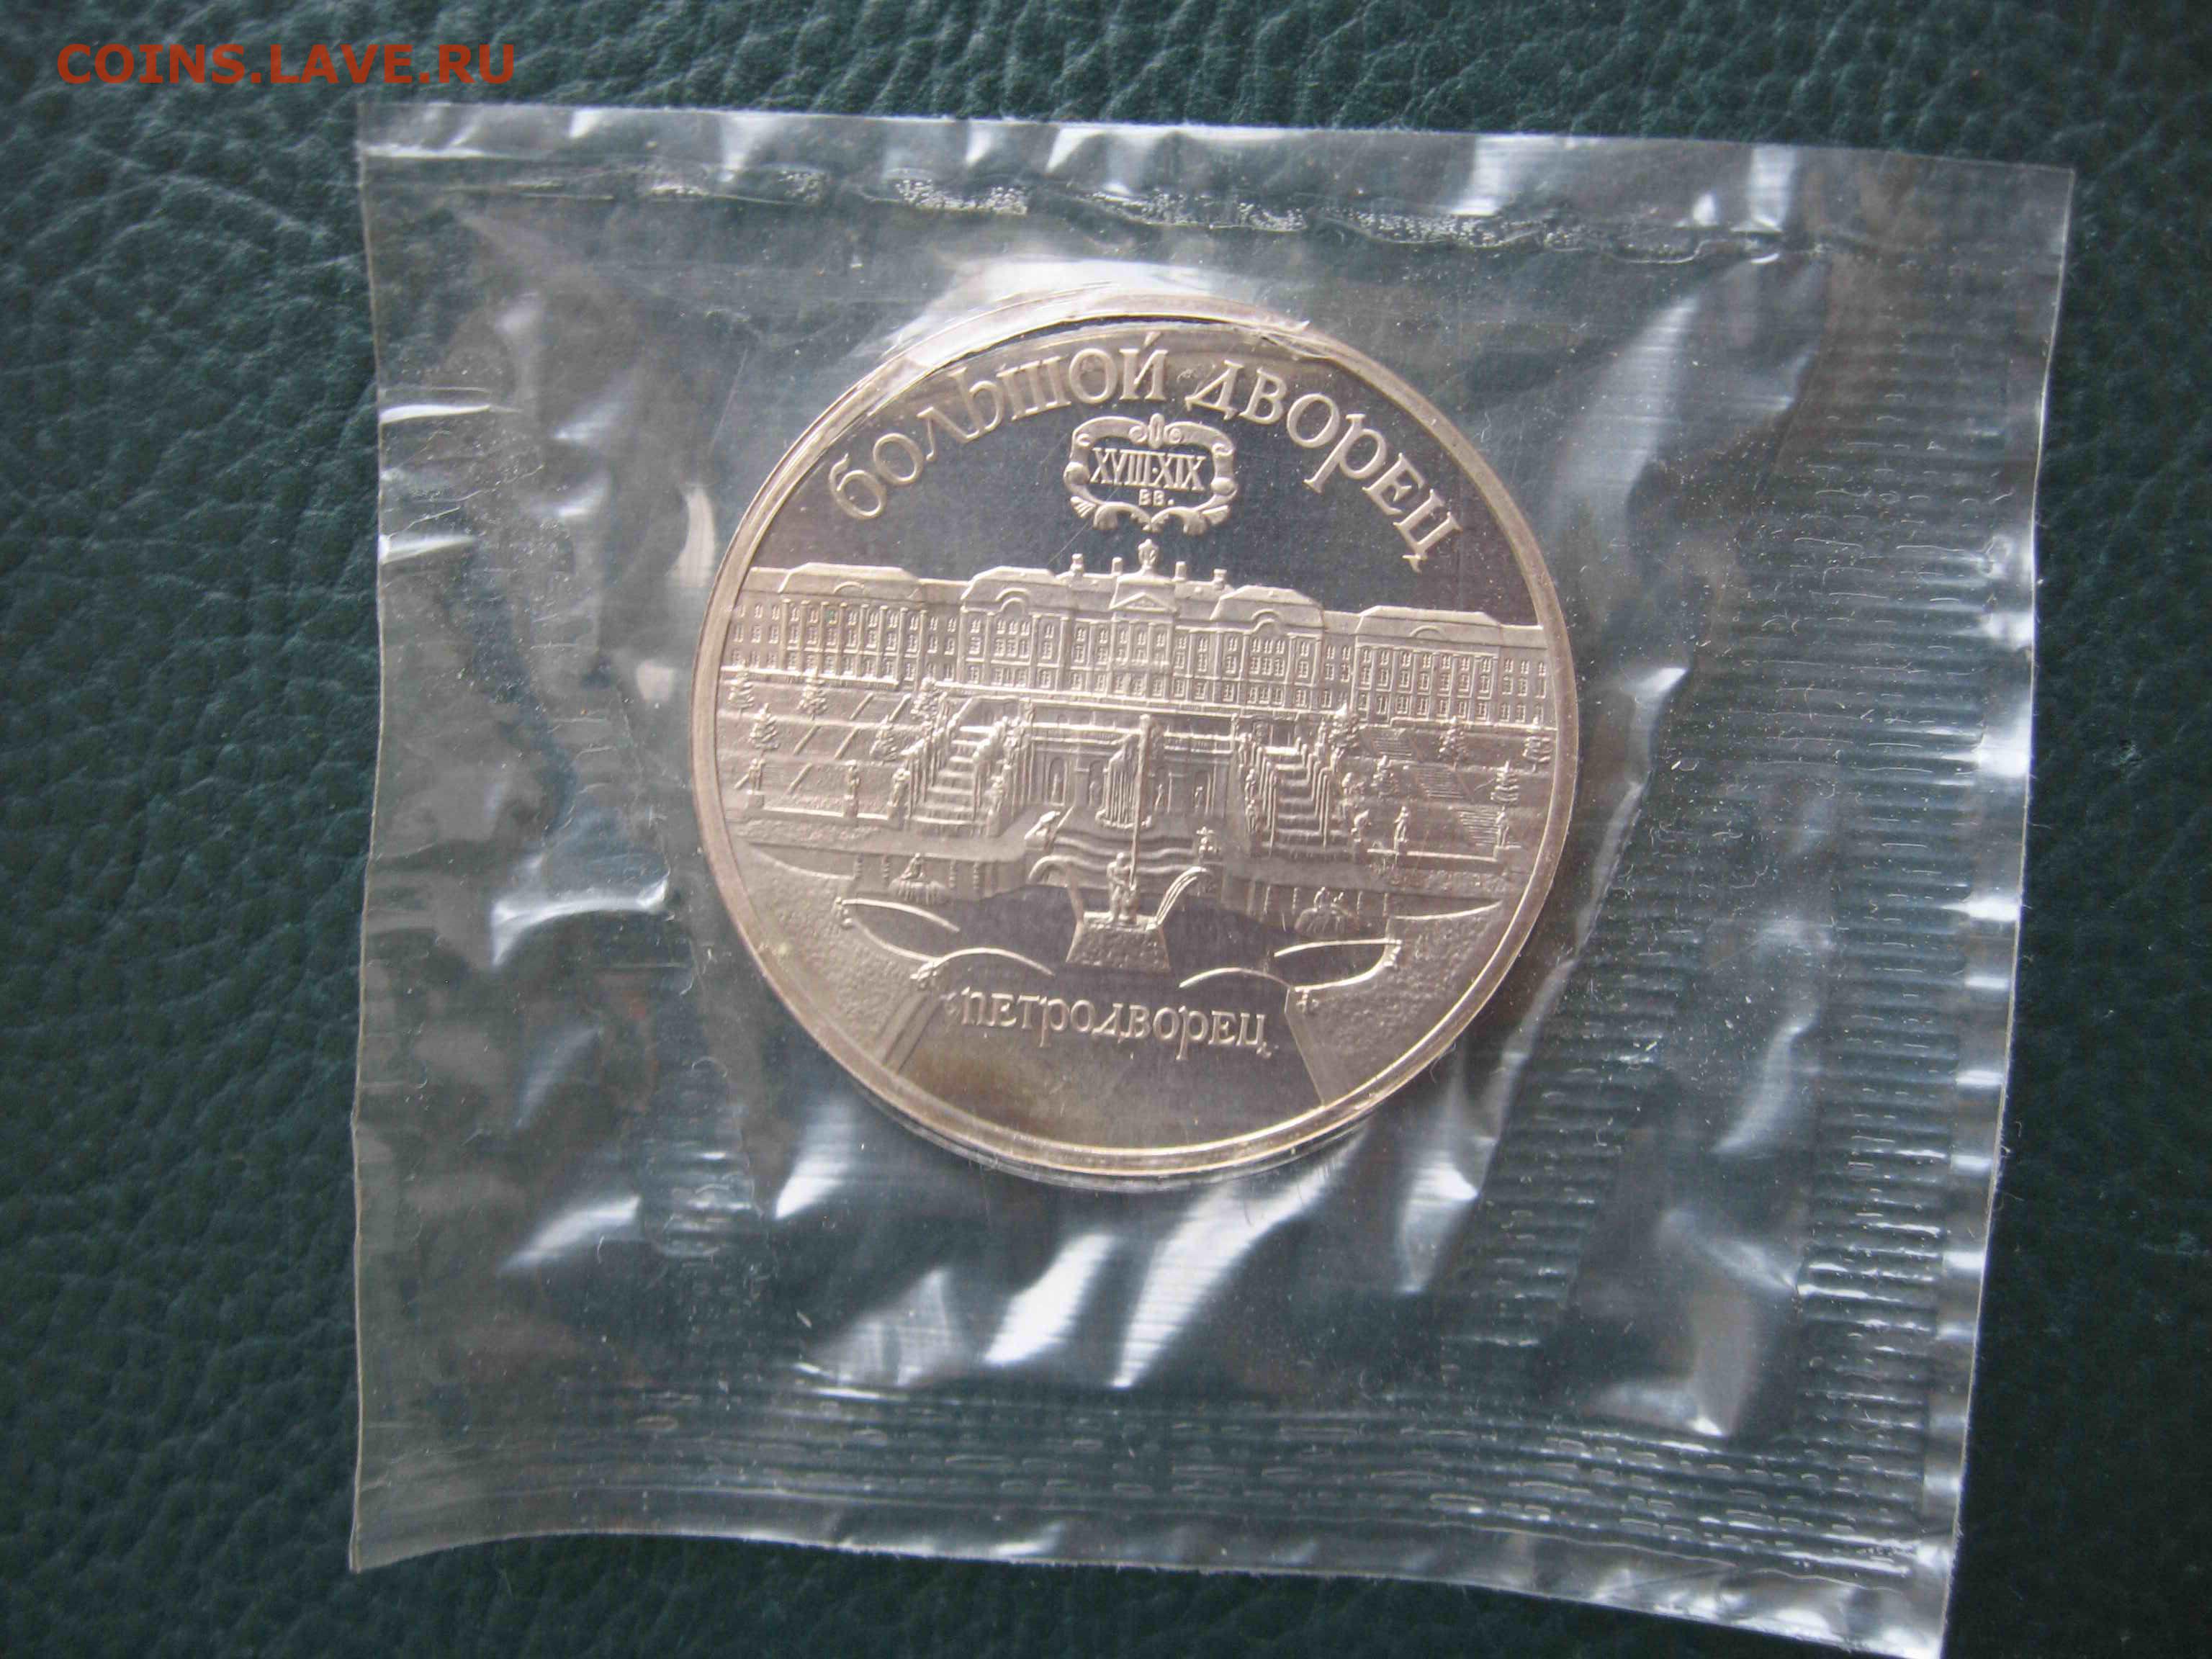 COINS.LAVE.RU
БОЛЬШОЙ ДВОРЕЦ
XVIII·XIX
ВВ.
ПЕТРОДВОРЕЦ